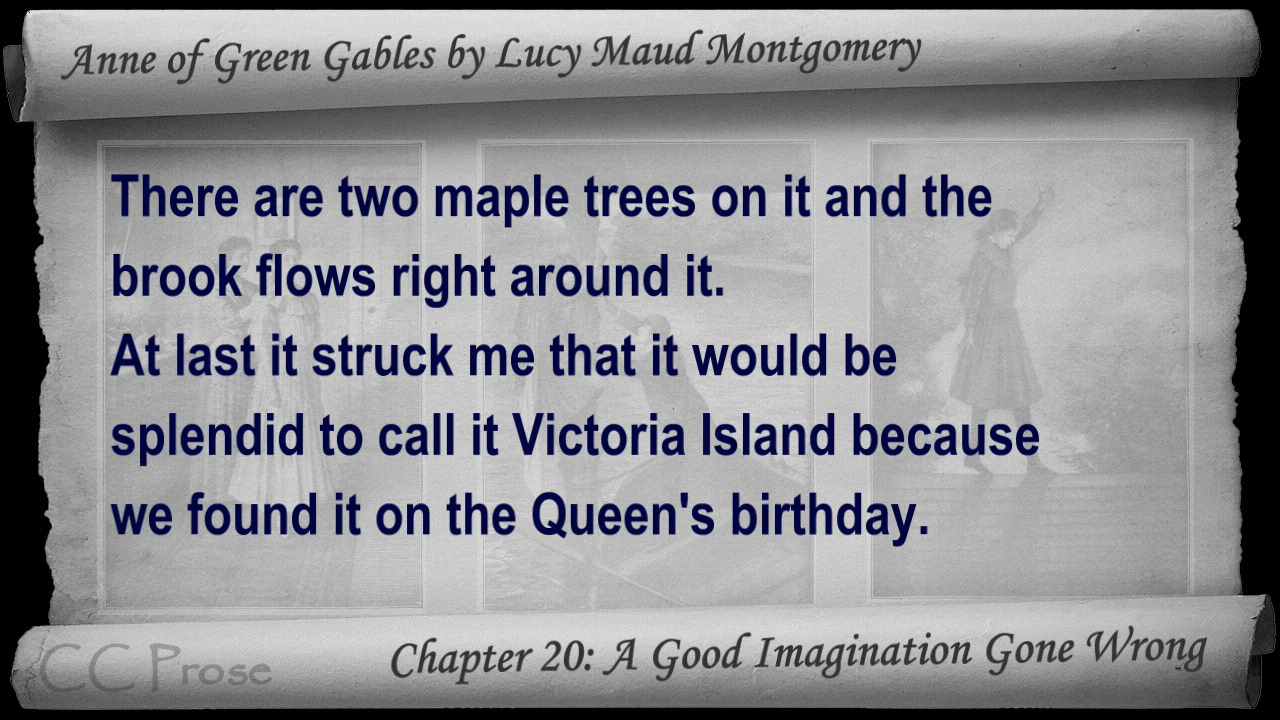 Anne of Green Gables by Lucy Maud Montgomery
There are two maple trees on it and the
brook flows right around it.
At last it struck me that it would be
splendid to call it Victoria Island because
we found it on the Queen's birthday.
CC Prose
Chapter 20: A Good Imagination Gone Wrong